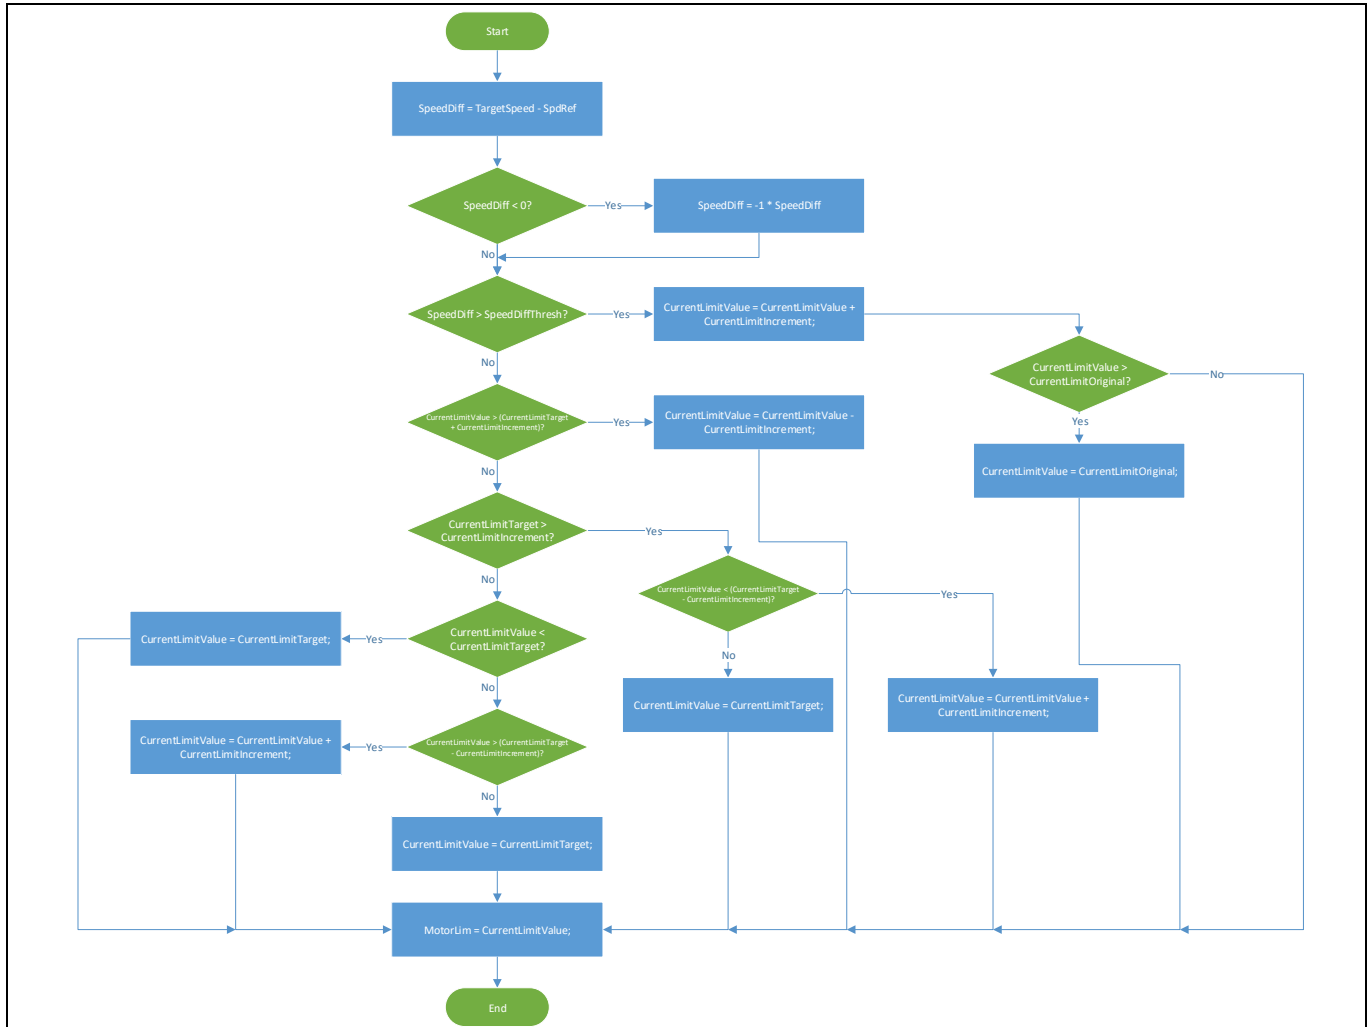 Start
SpeedDiff = TargetSpeed - SpdRef
SpeedDiff < 0?
Yes
SpeedDiff = -1 * SpeedDiff
No
SpeedDiff > SpeedDiffThresh?
Yes
CurrentLimitValue = CurrentLimitValue +
CurrentLimitIncrement;
No
CurrentLimitValue >
CurrentLimitOriginal?
No
Yes
CurrentLimitValue = CurrentLimitOriginal;
CurrentLimitValue > (CurrentLimitTarget
+ CurrentLimitIncrement)?
Yes
CurrentLimitValue = CurrentLimitValue -
CurrentLimitIncrement;
No
CurrentLimitTarget >
CurrentLimitIncrement?
Yes
No
CurrentLimitValue < (CurrentLimitTarget
- CurrentLimitIncrement)?
Yes
No
CurrentLimitValue = CurrentLimitTarget;
CurrentLimitValue = CurrentLimitValue +
CurrentLimitIncrement;
CurrentLimitValue <
CurrentLimitTarget?
Yes
CurrentLimitValue = CurrentLimitTarget;
No
CurrentLimitValue > (CurrentLimitTarget
- CurrentLimitIncrement)?
Yes
CurrentLimitValue = CurrentLimitValue +
CurrentLimitIncrement;
No
CurrentLimitValue = CurrentLimitTarget;
MotorLim = CurrentLimitValue;
End